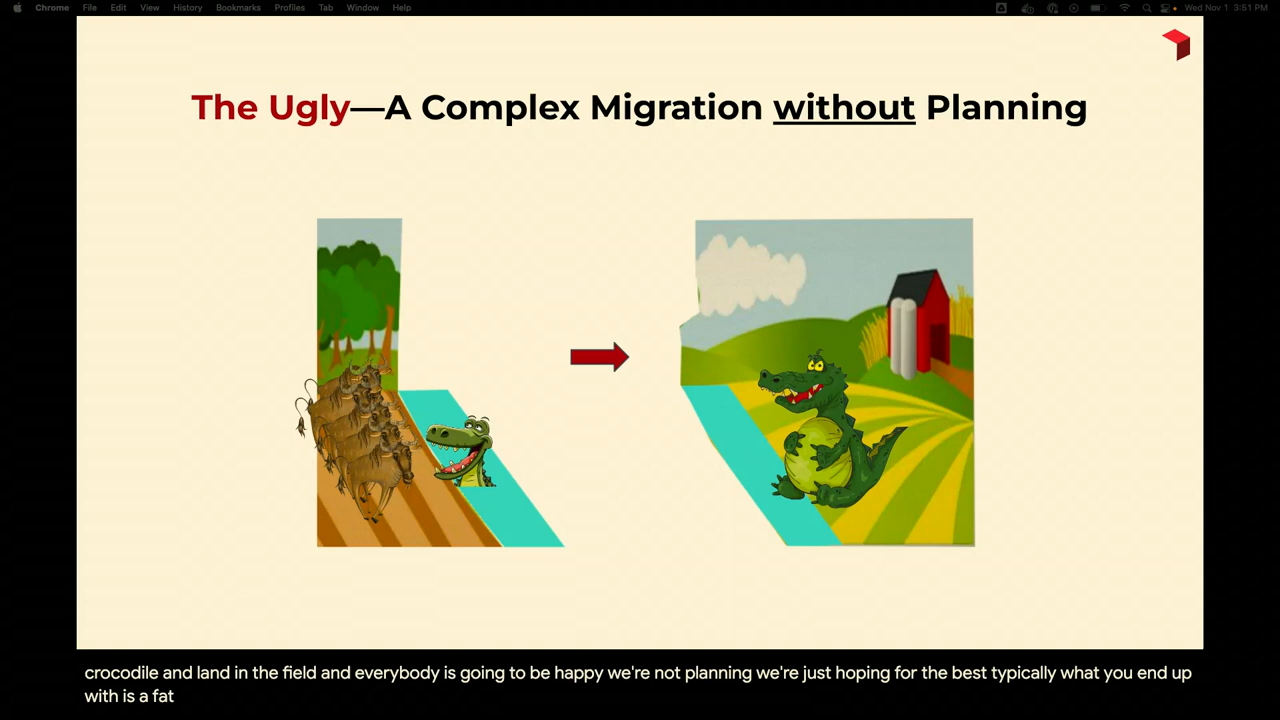 Chrome File Edit View History Bookmarks Profiles Tab Window Help Wed Nov 1 3:51 PM
The Ugly—A Complex Migration without Planning
crocodile and land in the field and everybody is going to be happy we're not planning we're just hoping for the best typically what you end up
with is a fat